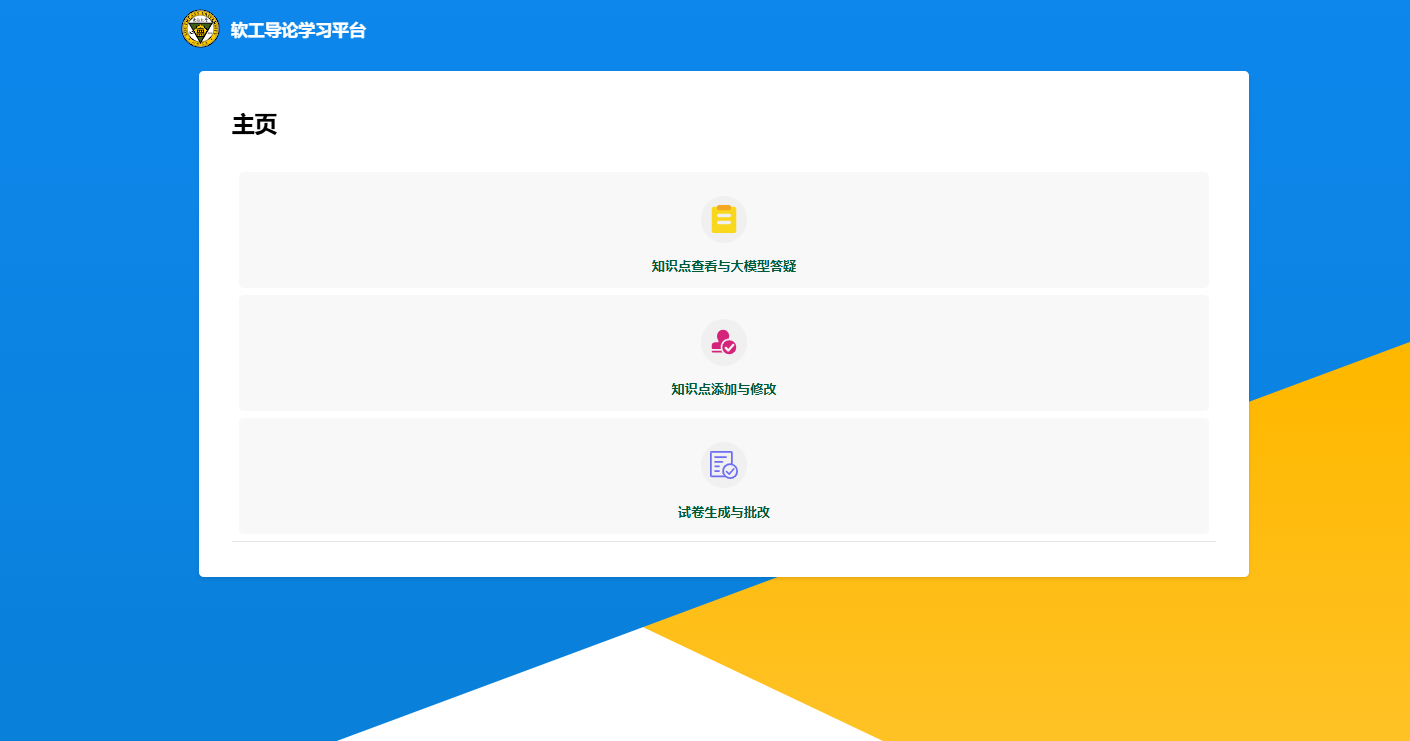 软工导论学习平台
主页
知识点查看与大模型答疑
知识点添加与修改
试卷生成与批改